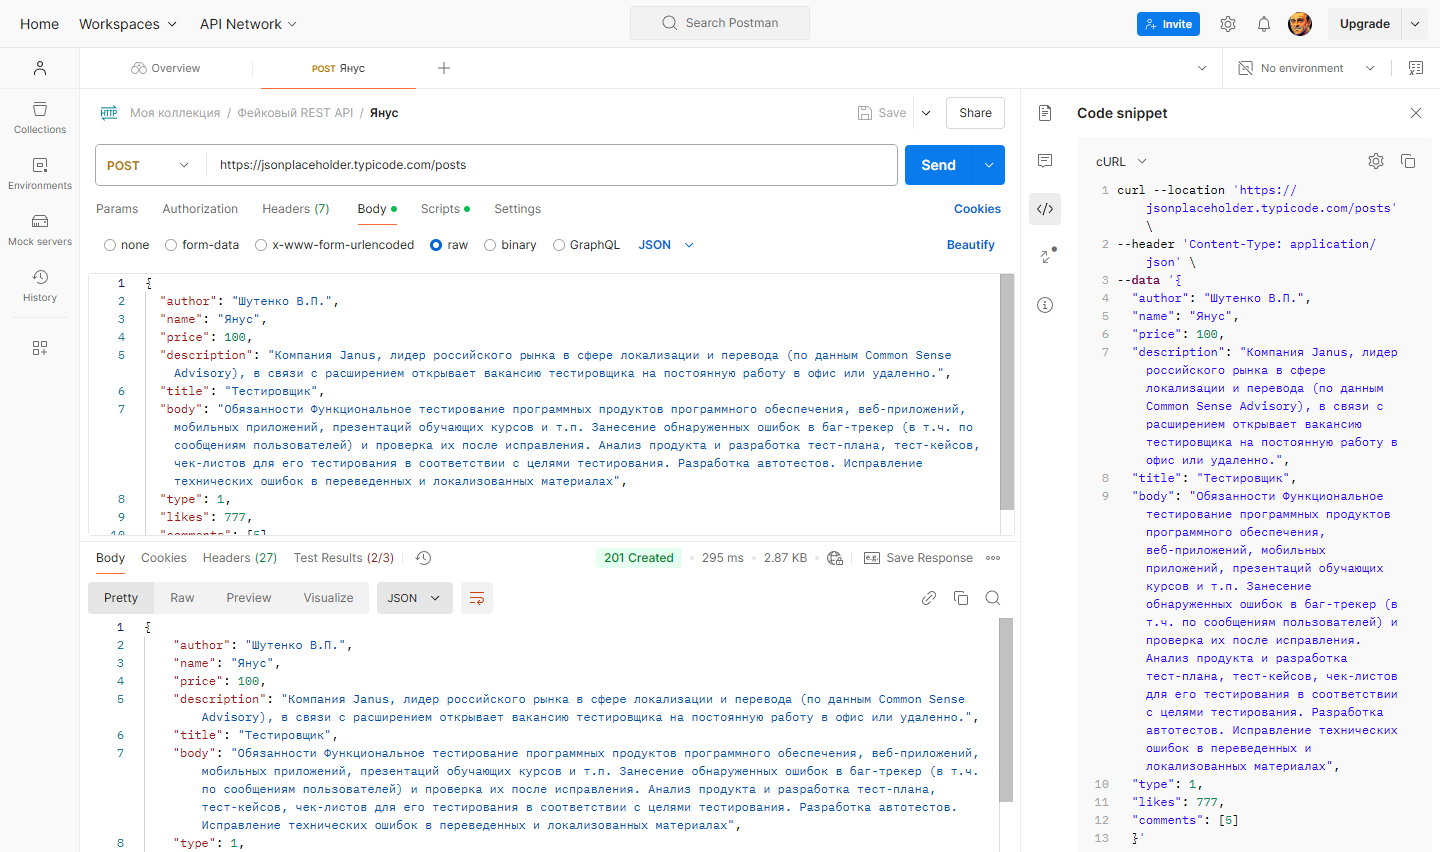 Home
Workspaces
API Network
Search Postman
Invite
Upgrade
Overview
POST Янус
No environment
Collections
Environments
Mock servers
History
HTTP
Моя коллекция / Фейковый REST API / Янус
Save
Share
POST
https://jsonplaceholder.typicode.com/posts
Send
Params
Authorization
Headers (7)
Body
Scripts
Settings
Cookies
none
form-data
x-www-form-urlencoded
raw
binary
GraphQL
JSON
Beautify
1 {
2 "author": "Шутенко В.П.",
3 "name": "Янус",
4 "price": 100,
5 "description": "Компания Janus, лидер российского рынка в сфере локализации и перевода (по данным Common Sense
Advisory), в связи с расширением открывает вакансию тестировщика на постоянную работу в офис или удаленно.",
6 "title": "Тестировщик",
7 "body": "Обязанности Функциональное тестирование программных продуктов программного обеспечения, веб-приложений,
мобильных приложений, презентаций обучающих курсов и т.п. Занесение обнаруженных ошибок в баг-трекер (в т.ч. по
сообщениям пользователей) и проверка их после исправления. Анализ продукта и разработка тест-плана, тест-кейсов,
чек-листов для его тестирования в соответствии с целями тестирования. Разработка автотестов. Исправление
технических ошибок в переведенных и локализованных материалах",
8 "type": 1,
9 "likes": 777,
10 "comments": [5]
Body
Cookies
Headers (27)
Test Results (2/3)
201 Created
295 ms
2.87 KB
e.g.
Save Response
Pretty
Raw
Preview
Visualize
JSON
1 {
2 "author": "Шутенко В.П.",
3 "name": "Янус",
4 "price": 100,
5 "description": "Компания Janus, лидер российского рынка в сфере локализации и перевода (по данным Common Sense
Advisory), в связи с расширением открывает вакансию тестировщика на постоянную работу в офис или удаленно.",
6 "title": "Тестировщик",
7 "body": "Обязанности Функциональное тестирование программных продуктов программного обеспечения, веб-приложений,
мобильных приложений, презентаций обучающих курсов и т.п. Занесение обнаруженных ошибок в баг-трекер (в т.ч.
по сообщениям пользователей) и проверка их после исправления. Анализ продукта и разработка тест-плана,
тест-кейсов, чек-листов для его тестирования в соответствии с целями тестирования. Разработка автотестов.
Исправление технических ошибок в переведенных и локализованных материалах",
8 "type": 1,
Code snippet
cURL
1 curl --location 'https://
jsonplaceholder.typicode.com/posts'
\
2 --header 'Content-Type: application/
json' \
3 --data '{
4 "author": "Шутенко В.П.",
5 "name": "Янус",
6 "price": 100,
7 "description": "Компания Janus, лидер
российского рынка в сфере
локализации и перевода (по данным
Common Sense Advisory), в связи с
расширением открывает вакансию
тестировщика на постоянную работу в
офис или удаленно.",
8 "title": "Тестировщик",
9 "body": "Обязанности Функциональное
тестирование программных продуктов
программного обеспечения,
веб-приложений, мобильных
приложений, презентаций обучающих
курсов и т.п. Занесение
обнаруженных ошибок в баг-трекер (в
т.ч. по сообщениям пользователей) и
проверка их после исправления.
Анализ продукта и разработка
тест-плана, тест-кейсов, чек-листов
для его тестирования в соответствии
с целями тестирования. Разработка
автотестов. Исправление технических
ошибок в переведенных и
локализованных материалах",
10 "type": 1,
11 "likes": 777,
12 "comments": [5]
13 }'